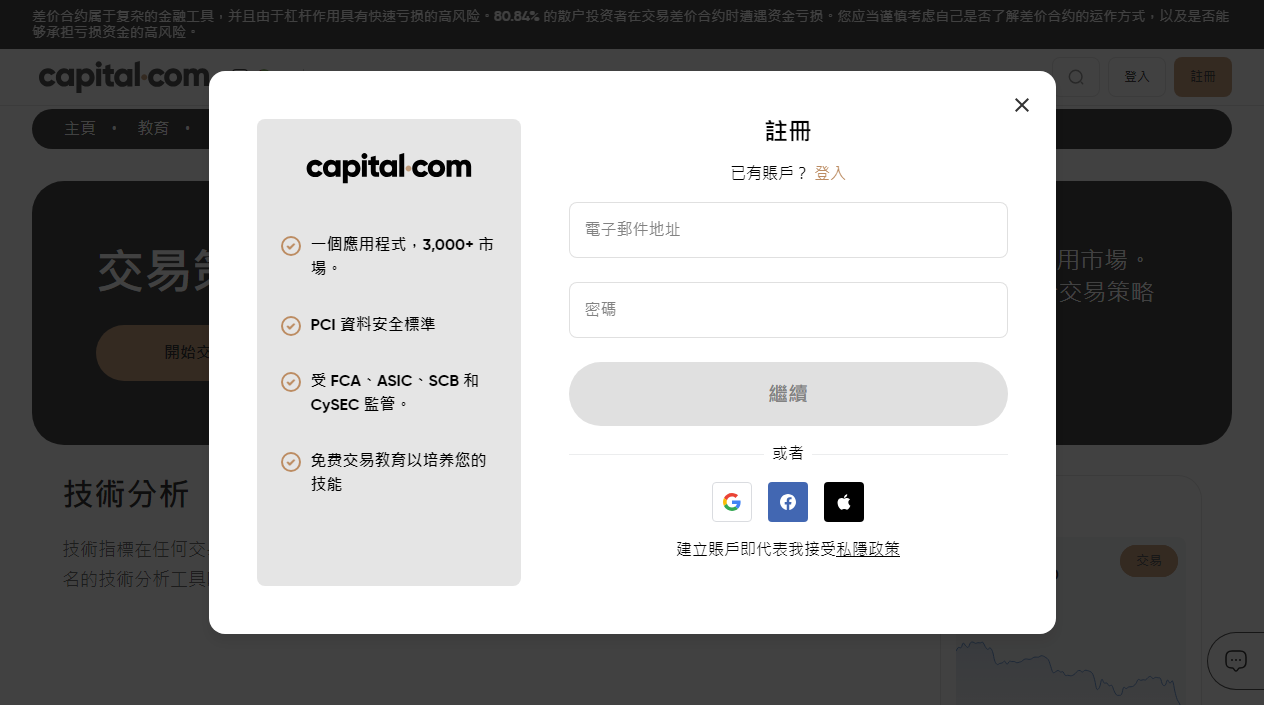 差价合约属于复杂的金融工具，并且由于杠杆作用具有快速亏损的高风险。80.84% 的散户投资者在交易差价合约时遭遇资金亏损。您应当谨慎考虑自己是否了解差价合約的运作方式，以及是否能
够承担亏损资金的高风险。
capital.com
登入
註冊
主頁 · 教育 ·
交易策
用市場。
交易策略
開始交
技術分析
技術指標在任何交
名的技術分析工具
交易
capital.com
一個應用程式，3,000+ 市
場。
PCI 資料安全標準
受 FCA、ASIC、SCB 和
CySEC 監管。
免费交易教育以培养您的
技能
註冊
已有賬戶？ 登入
電子郵件地址
密碼
繼續
或者
建立賬戶即代表我接受私隱政策